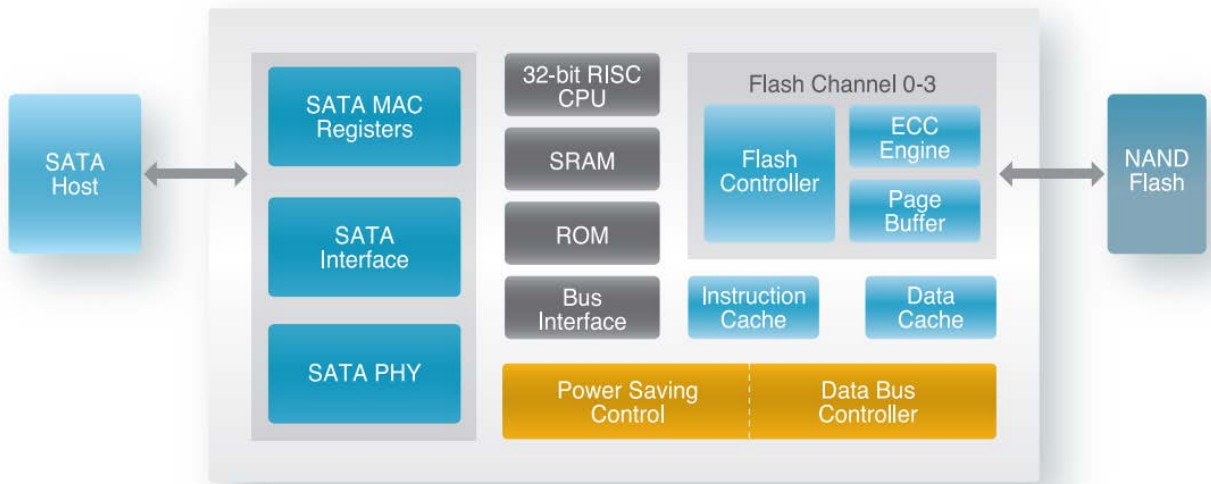 SATA
Host
SATA MAC
Registers
SATA
Interface
SATA PHY
32-bit RISC
CPU
SRAM
ROM
Bus
Interface
Flash Channel 0-3
Flash
Controller
ECC
Engine
Page
Buffer
Instruction
Cache
Data
Cache
Power Saving
Control
Data Bus
Controller
NAND
Flash